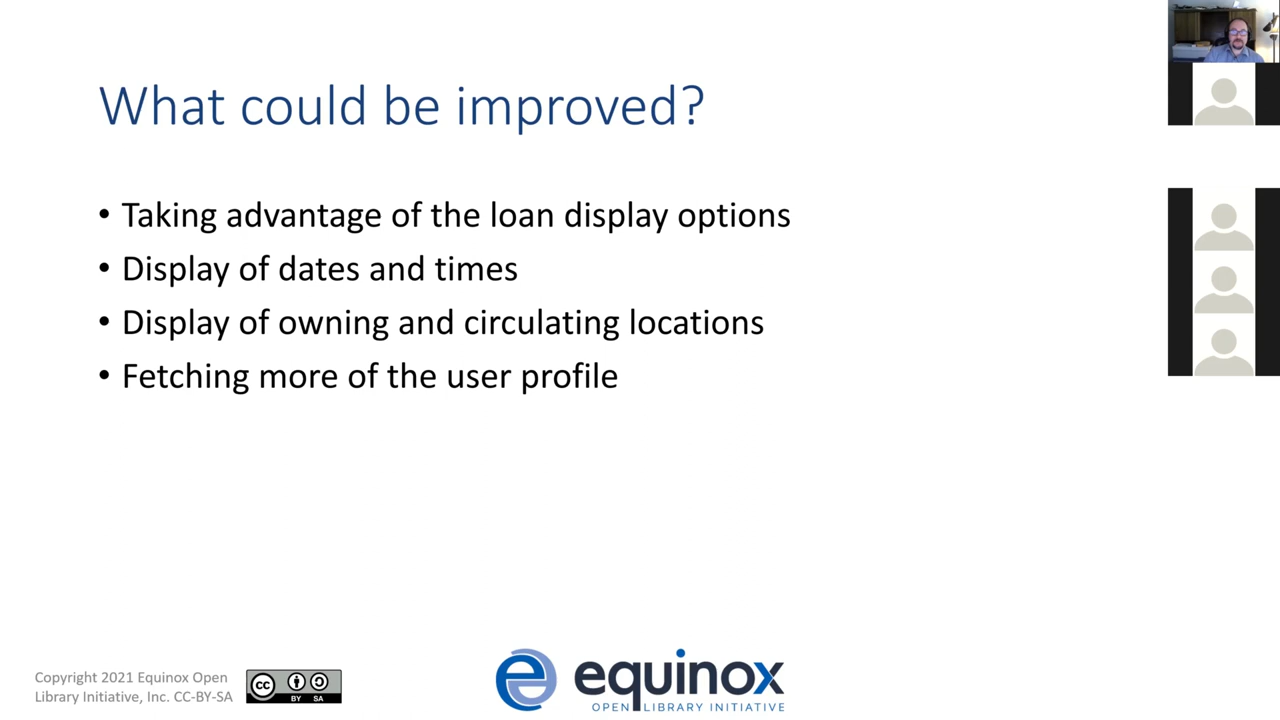 What could be improved?
• Taking advantage of the loan display options
• Display of dates and times
• Display of owning and circulating locations
• Fetching more of the user profile
Copyright 2021 Equinox Open
Library Initiative, Inc. CC-BY-SA
cc
BY SA
equinox
OPEN LIBRARY INITIATIVE